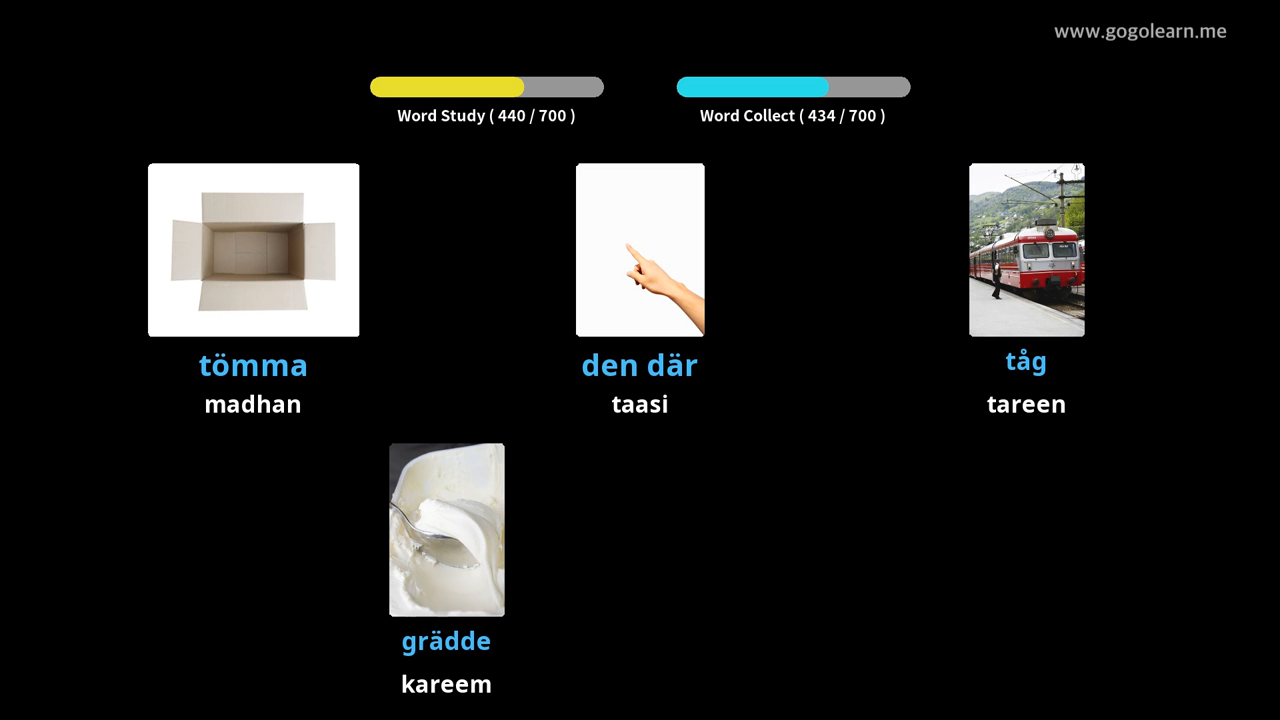 www.gogolearn.me
Word Study ( 440 / 700 )
Word Collect ( 434 / 700 )
tömma
madhan
den där
taasi
tåg
tareen
grädde
kareem